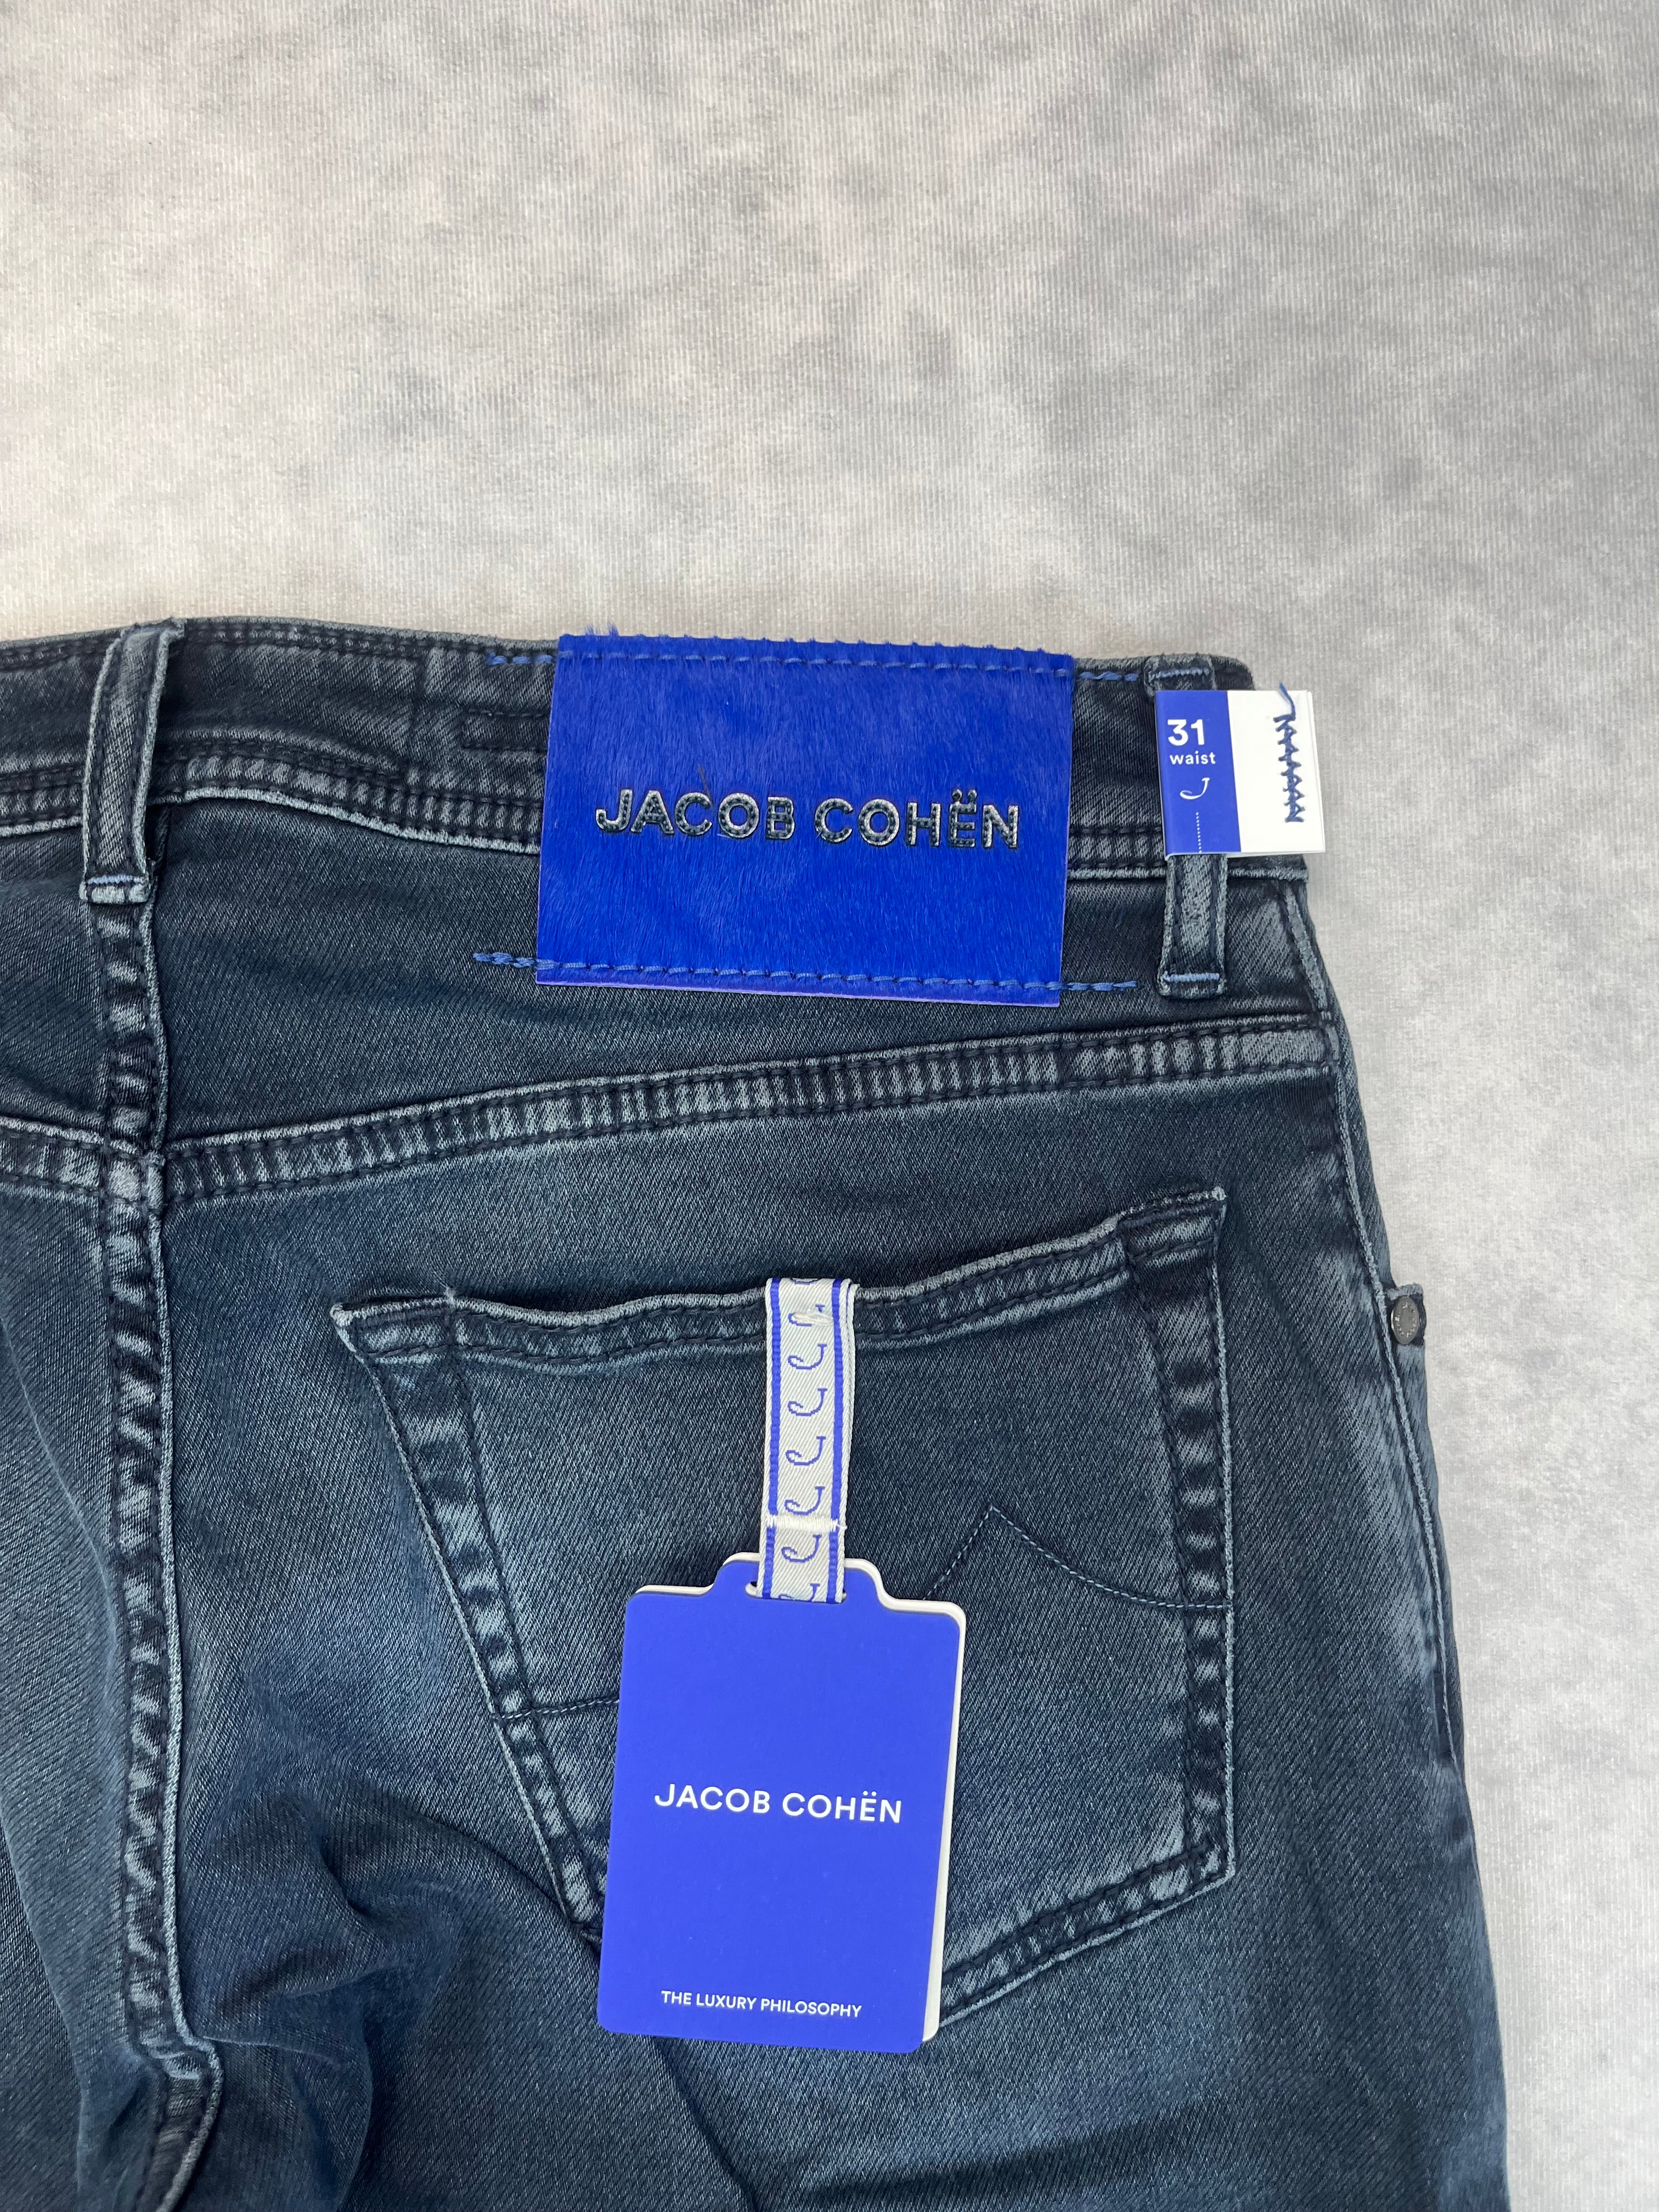 JACOB COHËN
31
waist
JACOB COHËN
THE LUXURY PHILOSOPHY